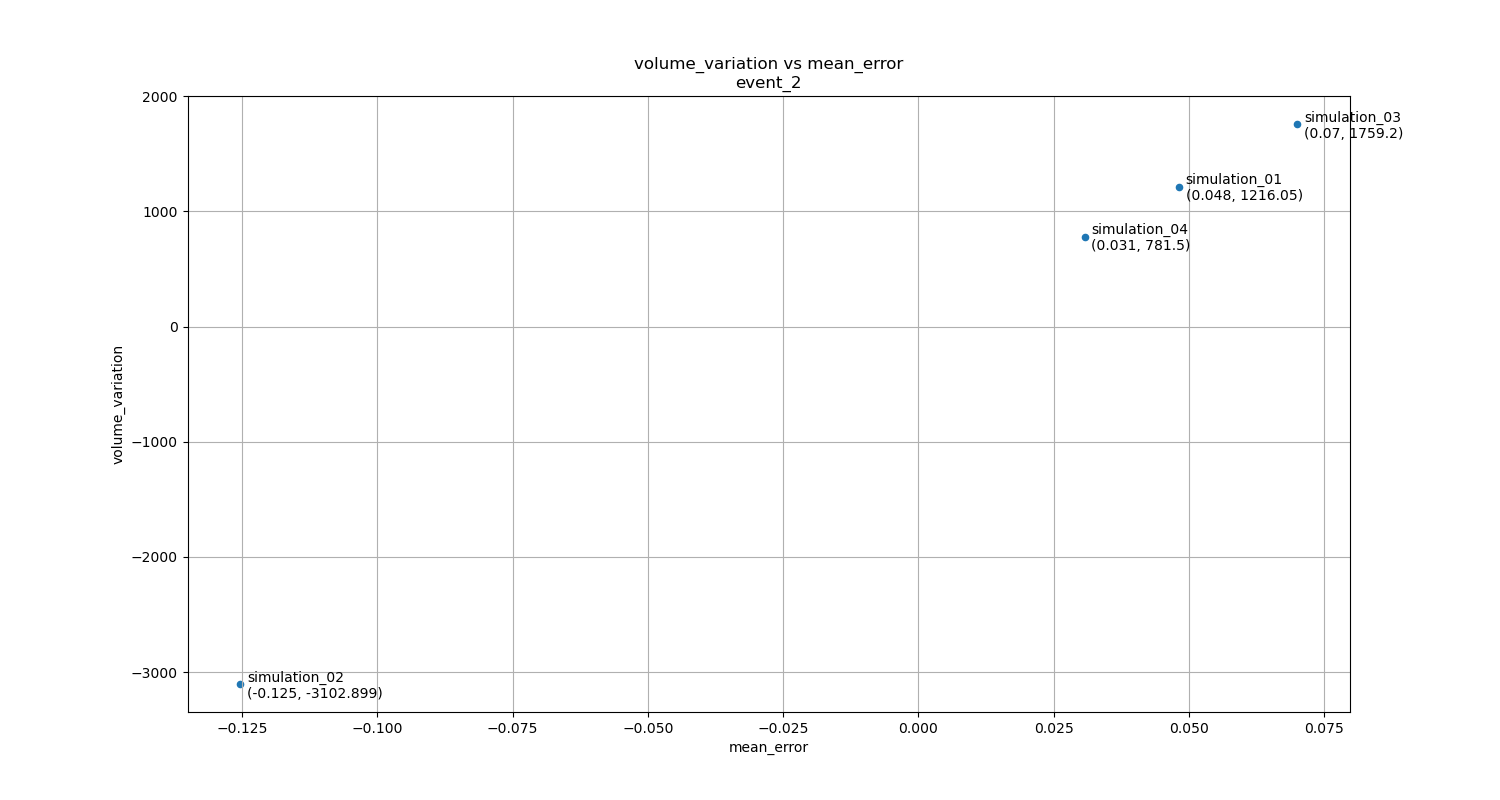 volume_variation vs mean_error
event_2
2000
simulation_03
(0.07, 1759.2)
simulation_01
(0.048, 1216.05)
1000
simulation_04
(0.031, 781.5)
0
volume_variation
−1000
−2000
−3000
simulation_02
(-0.125, -3102.899)
−0.125
−0.100
−0.075
−0.050
−0.025
0.000
0.025
0.050
0.075
mean_error